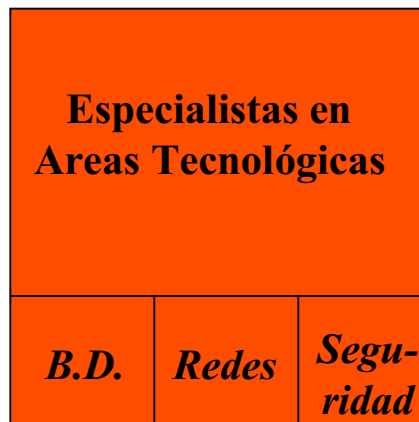 Especialistas en
Areas Tecnológicas
B.D.
Redes
Segu-
ridad